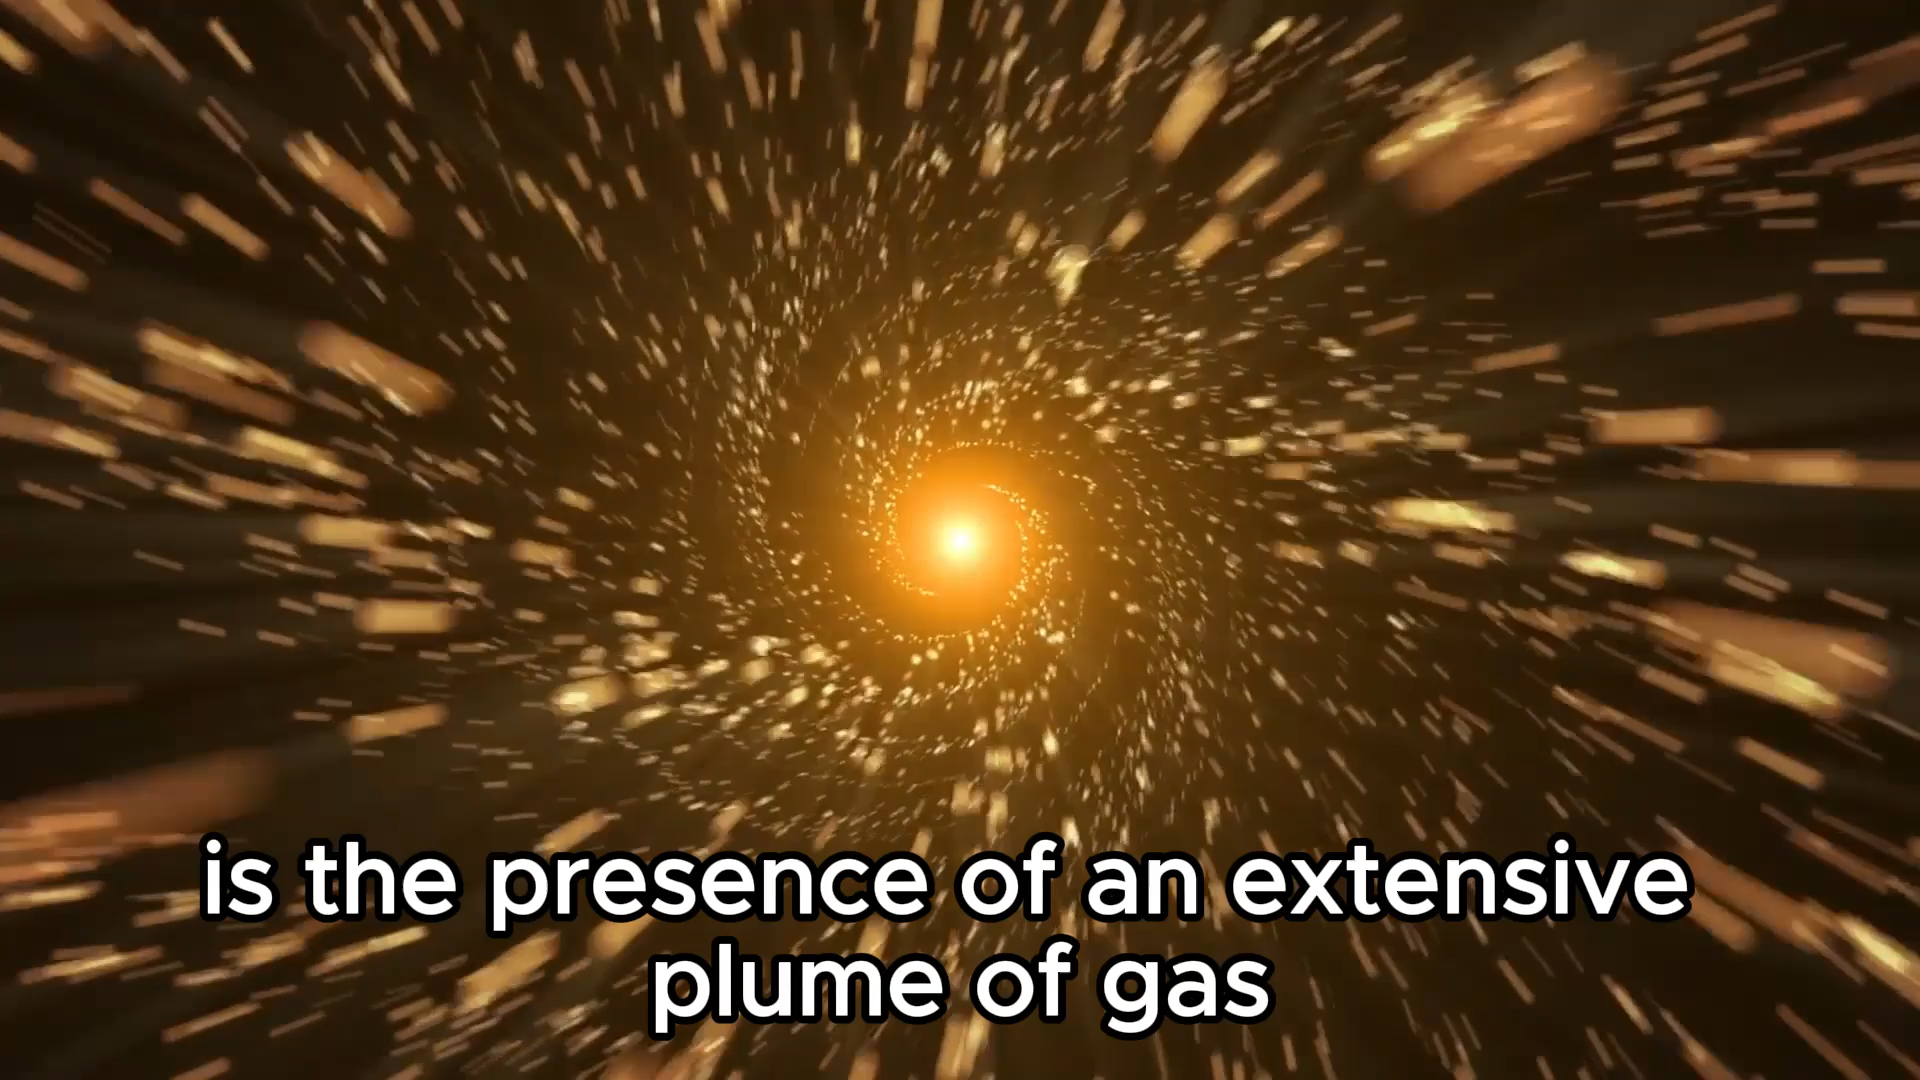 is the presence of an extensive
plume of gas